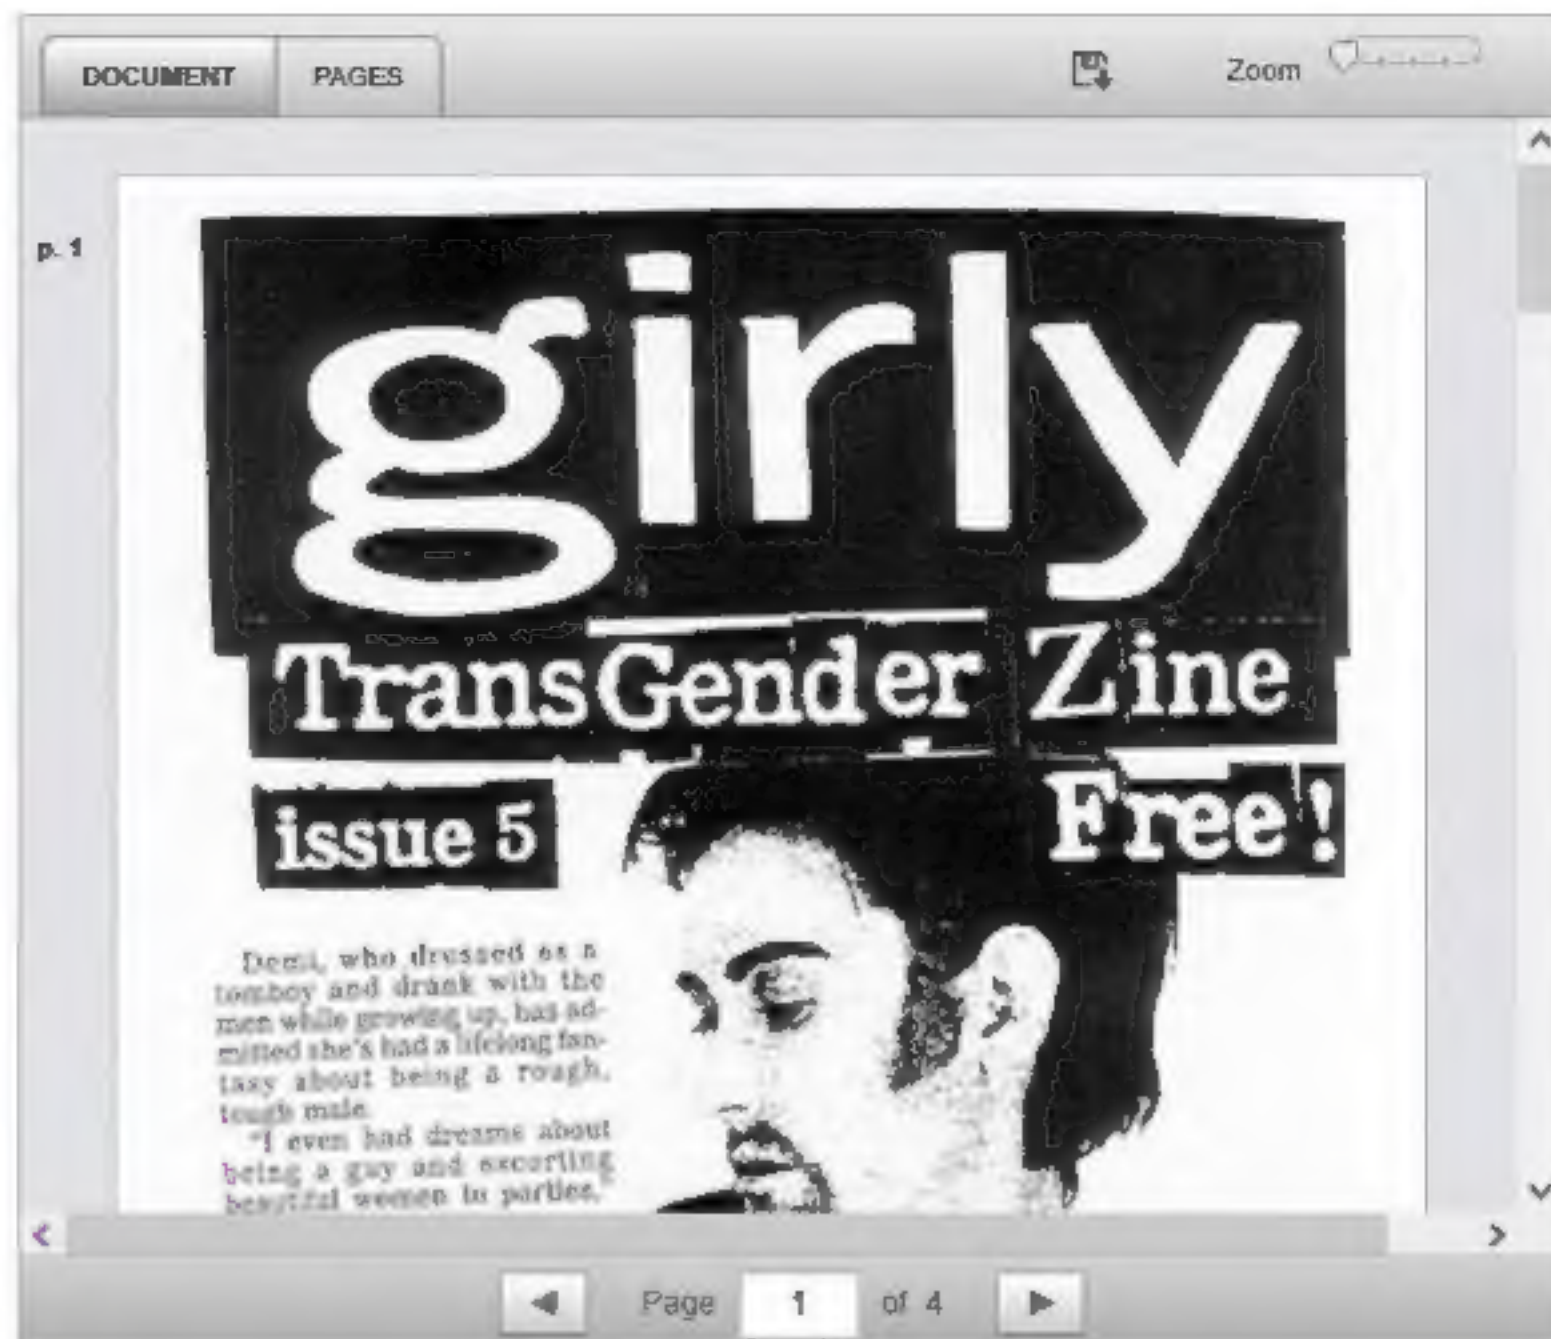 DOCUMENT PAGES Zoom
p. 1
girly
TransGender Zine
issue 5 Free!
Demi, who dressed as a
tomboy and drank with the
men while growing up, has ad-
mitted she's had a lifelong fan-
tasy about being a rough,
tough male.
"I even had dreams about
being a guy and escorting
beautiful women to parties,"
Page 1 of 4